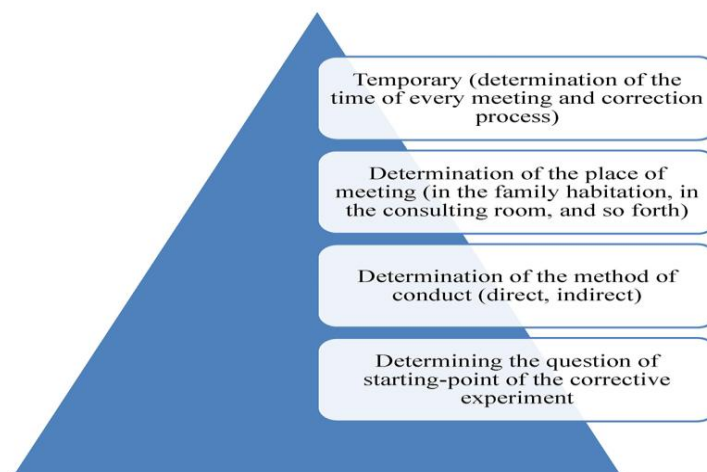 Temporary (determination of the
time of every meeting and correction
process)
Determination of the place of
meeting (in the family habitation, in
the consulting room, and so forth)
Determination of the method of
conduct (direct, indirect)
Determining the question of
starting-point of the corrective
experiment